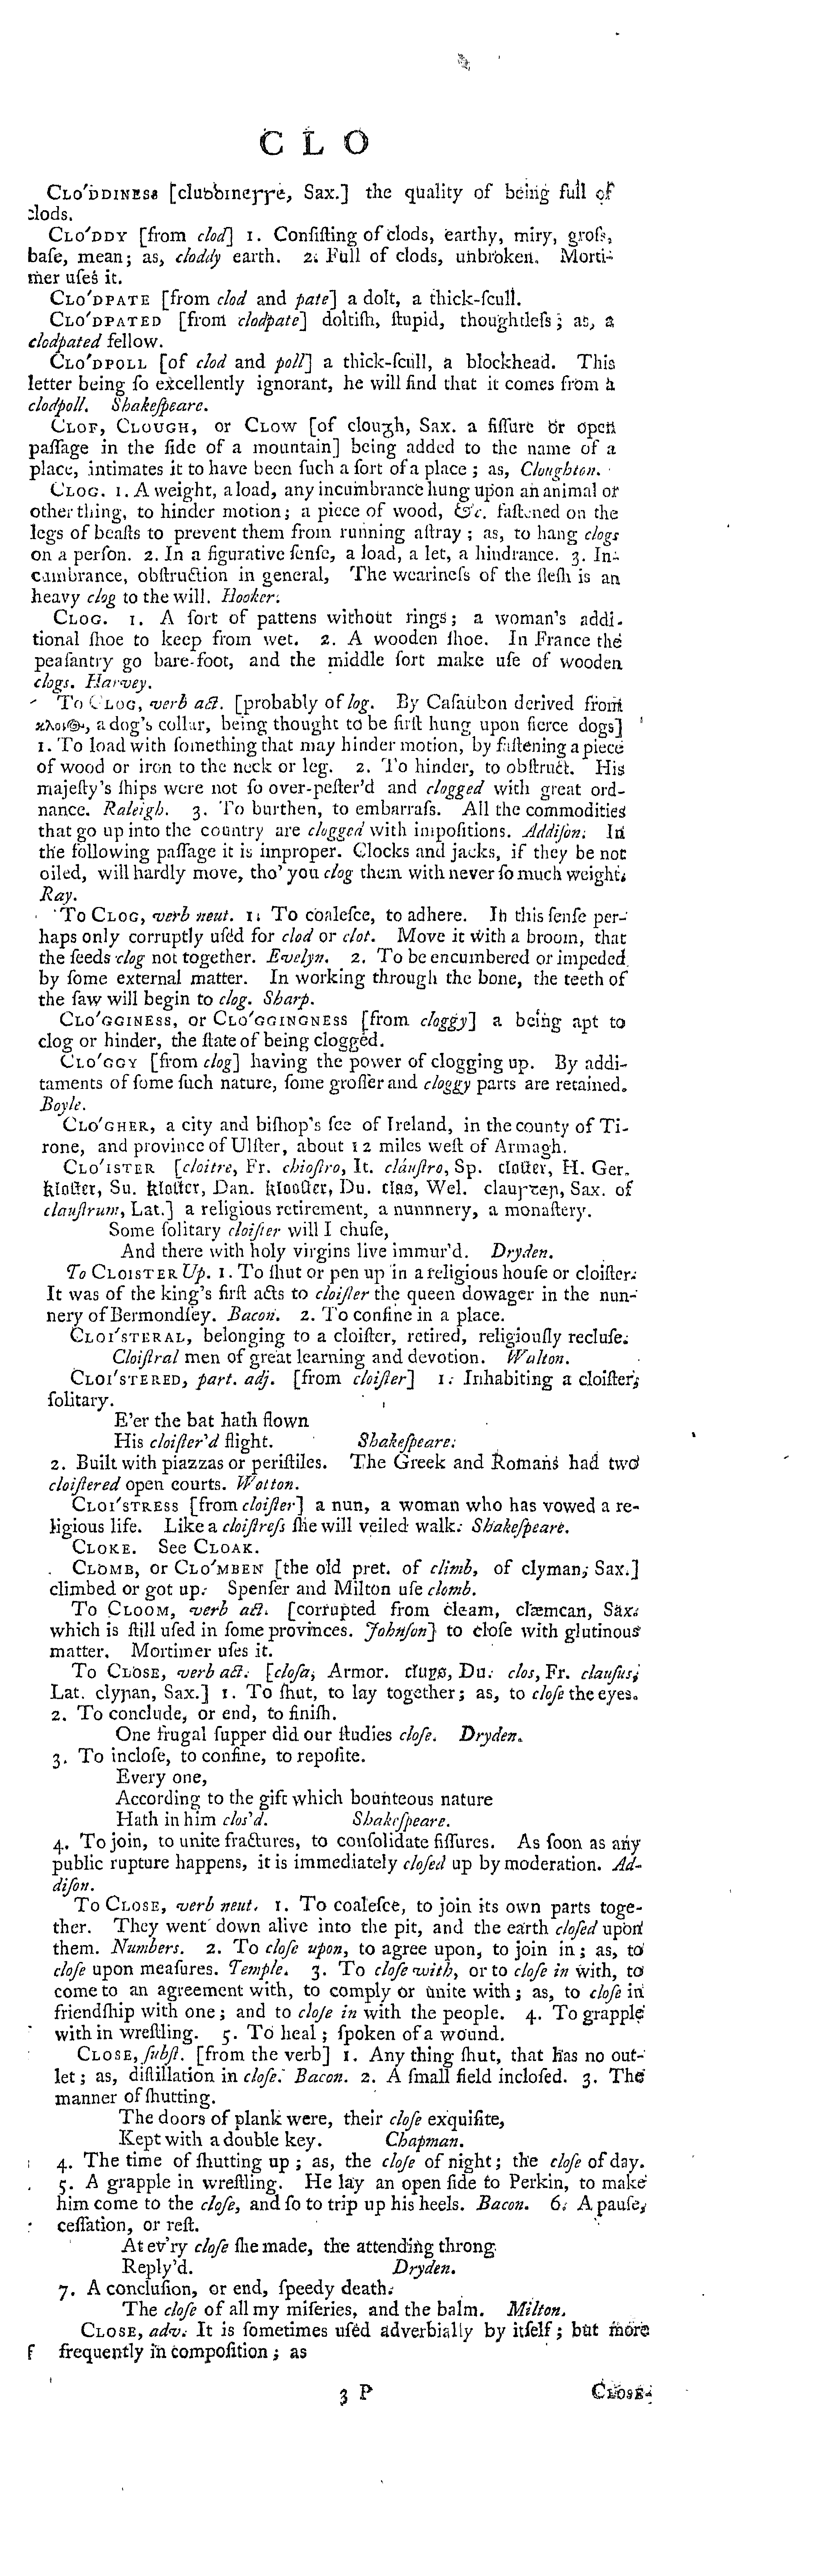 C L O
CLO'DDINESS [cluððineɼɼe, Sax.] the quality of being full of
clods.
CLO'DDY [from clod] 1. Conſiſting of clods, earthy, miry, groſs,
baſe, mean; as, cloddy earth. 2. Full of clods, unbroken. Morti-
mer uſes it.
CLO'DPATE [from clod and pate] a dolt, a thick-ſcull.
CLO'DPATED [from clodpate] doltiſh, ſtupid, thoughtleſs; as, a
clodpated fellow.
CLO'DPOLL [of clod and poll] a thick-ſcull, a blockhead. This
letter being ſo excellently ignorant, he will find that it comes from a
clodpoll. Shakeſpeare.
CLOF, CLOUGH, or CLOW [of clough, Sax. a fiſſure or open
paſſage in the ſide of a mountain] being added to the name of a
place, intimates it to have been ſuch a ſort of a place; as, Cloughton.
CLOG. 1. A weight, a load, any incumbrance hung upon an animal or
other thing, to hinder motion; a piece of wood, &c. faſtened on the
legs of beaſts to prevent them from running aſtray; as, to hang clogs
on a perſon. 2. In a figurative ſenſe, a load, a let, a hindrance. 3. In-
cumbrance, obſtruction in general, The wearineſs of the fleſh is an
heavy clog to the will. Hooker.
CLOG. 1. A ſort of pattens without rings; a woman's addi-
tional ſhoe to keep from wet. 2. A wooden ſhoe. In France the
peaſantry go bare-foot, and the middle ſort make uſe of wooden
clogs. Harvey.
To CLOG, verb act. [probably of log. By Caſaubon derived from
κλοιος, a dog's collar, being thought to be firſt hung upon fierce dogs]
1. To load with ſomething that may hinder motion, by faſtening a piece
of wood or iron to the neck or leg. 2. To hinder, to obſtruct. His
majeſty's ſhips were not ſo over-peſter'd and clogged with great ord-
nance. Raleigh. 3. To burthen, to embarraſs. All the commodities
that go up into the country are clogged with impoſitions. Addiſon. In
the following paſſage it is improper. Clocks and jacks, if they be not
oiled, will hardly move, tho' you clog them with never ſo much weight.
Ray.
To CLOG, verb neut. 1. To coaleſce, to adhere. In this ſenſe per-
haps only corruptly uſed for clod or clot. Move it with a broom, that
the ſeeds clog not together. Evelyn. 2. To be encumbered or impeded
by ſome external matter. In working through the bone, the teeth of
the ſaw will begin to clog. Sharp.
CLO'GGINESS, or CLO'GGINGNESS [from cloggy] a being apt to
clog or hinder, the ſtate of being clogged.
CLO'GGY [from clog] having the power of clogging up. By addi-
taments of ſome ſuch nature, ſome groſſer and cloggy parts are retained.
Boyle.
CLO'GHER, a city and biſhop's ſee of Ireland, in the county of Ti-
rone, and province of Ulſter, about 12 miles weſt of Armagh.
CLO'ISTER [cloitre, Fr. chioſtro, It. cláuſtro, Sp. cloſter, H. Ger.
kloſter, Su. kloſter, Dan. klooſter, Du. clas, Wel. clauɼꞇeɲ, Sax. of
clauſtrum, Lat.] a religious retirement, a nunnnery, a monaſtery.
Some ſolitary cloiſter will I chuſe,
And there with holy virgins live immur'd. Dryden.
To CLOISTER Up. 1. To ſhut or pen up in a religious houſe or cloiſter.
It was of the king's firſt acts to cloiſter the queen dowager in the nun-
nery of Bermondſey. Bacon. 2. To confine in a place.
CLOI'STERAL, belonging to a cloiſter, retired, religiouſly recluſe.
Cloiſtral men of great learning and devotion. Walton.
CLOI'STERED, part. adj. [from cloiſter] 1. Inhabiting a cloiſter,
ſolitary.
E'er the bat hath flown
His cloiſter'd flight. Shakeſpeare.
2. Built with piazzas or periſtiles. The Greek and Romans had two
cloiſtered open courts. Wotton.
CLOI'STRESS [from cloiſter] a nun, a woman who has vowed a re-
ligious life. Like a cloiſtreſs ſhe will veiled walk. Shakeſpeare.
CLOKE. See CLOAK.
CLOMB, or CLO'MBEN [the old pret. of climb, of clyman, Sax.]
climbed or got up. Spenſer and Milton uſe clomb.
To CLOOM, verb act. [corrupted from cleam, clæmcan, Sax.
which is ſtill uſed in ſome provinces. Johnſon] to cloſe with glutinous
matter. Mortimer uſes it.
To CLOSE, verb act. [cloſa, Armor. clugs, Du. clos, Fr. clauſus,
Lat. clyɲan, Sax.] 1. To ſhut, to lay together; as, to cloſe the eyes.
2. To conclude, or end, to finiſh.
One frugal ſupper did our ſtudies cloſe. Dryden.
3. To incloſe, to confine, to repoſite.
Every one,
According to the gift which bounteous nature
Hath in him clos'd. Shakeſpeare.
4. To join, to unite fractures, to conſolidate fiſſures. As ſoon as any
public rupture happens, it is immediately cloſed up by moderation. Ad-
diſon.
To CLOSE, verb neut. 1. To coaleſce, to join its own parts toge-
ther. They went down alive into the pit, and the earth cloſed upon
them. Numbers. 2. To cloſe upon, to agree upon, to join in; as, to
cloſe upon meaſures. Temple. 3. To cloſe with, or to cloſe in with, to
come to an agreement with, to comply or unite with; as, to cloſe in
friendſhip with one; and to cloſe in with the people. 4. To grapple
with in wreſtling. 5. To heal; ſpoken of a wound.
CLOSE, ſubſt. [from the verb] 1. Any thing ſhut, that has no out-
let; as, diſtillation in cloſe. Bacon. 2. A ſmall field incloſed. 3. The
manner of ſhutting.
The doors of plank were, their cloſe exquiſite,
Kept with a double key. Chapman.
4. The time of ſhutting up; as, the cloſe of night; the cloſe of day.
5. A grapple in wreſtling. He lay an open ſide to Perkin, to make
him come to the cloſe, and ſo to trip up his heels. Bacon. 6. A pauſe,
ceſſation, or reſt.
At ev'ry cloſe ſhe made, the attending throng
Reply'd. Dryden.
7. A concluſion, or end, ſpeedy death.
The cloſe of all my miſeries, and the balm. Milton.
CLOSE, adv. It is ſometimes uſed adverbially by itſelf; but more
f frequently in compoſition; as
3 P CLOSE-